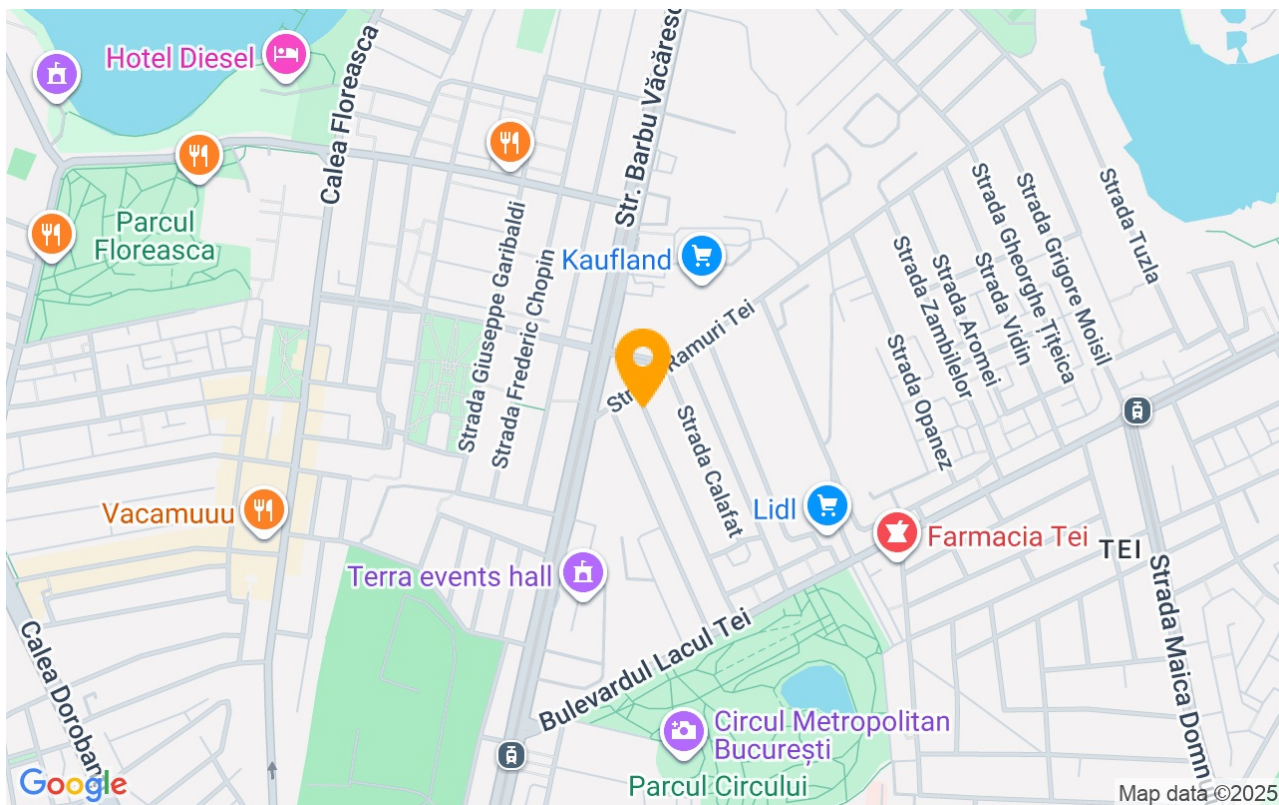 Hotel Diesel
Calea Floreasca
Str. Barbu Văcăresc
Parcul
Floreasca
Strada Giuseppe Garibaldi
Strada Frederic Chopin
Kaufland
Ramuri Tei
Strada Tuzla
Strada Grigore Moisil
Strada Gheorghe Țițeica
Strada Vidin
Strada Aromei
Strada Zambilelor
Strada Opanez
Strada Calafat
Vacamuuu
Lidl
Farmacia Tei
TEI
Terra events hall
Strada Maica Domn
Bulevardul Lacul Tei
Calea Doroban
Circul Metropolitan
București
Parcul Circului
Google
Map data ©2025